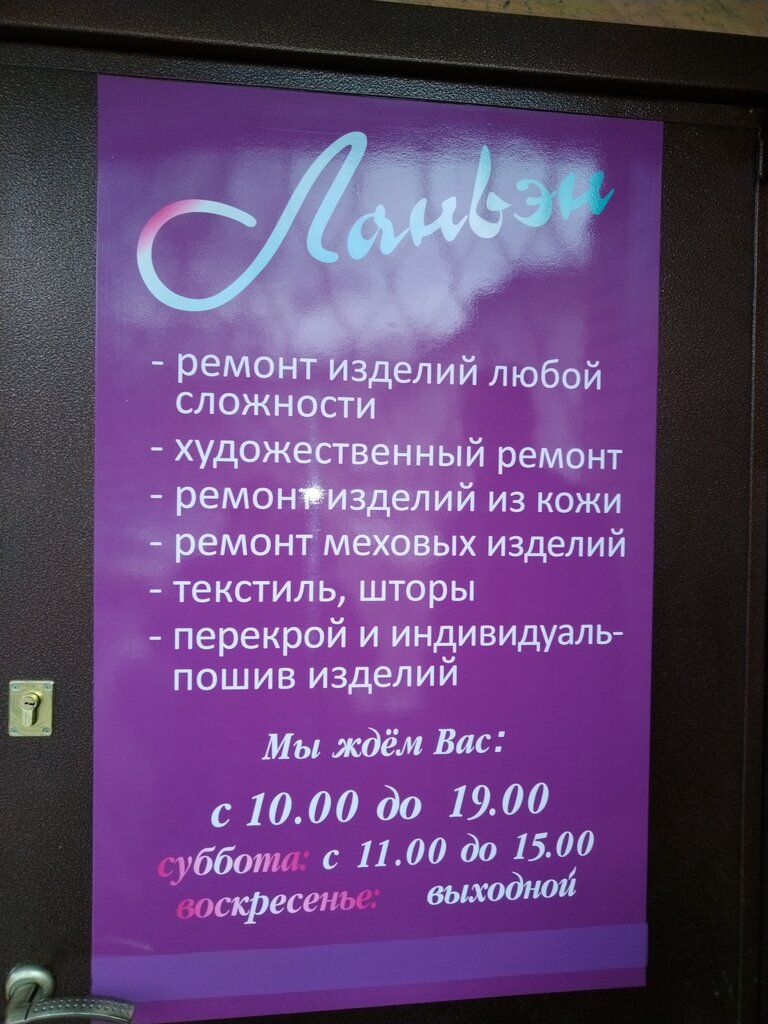 Ланвэн
- ремонт изделий любой
сложности
- художественный ремонт
- ремонт изделий из кожи
- ремонт меховых изделий
- текстиль, шторы
- перекрой и индивидуаль-
пошив изделий
Мы ждём Вас:
с 10.00 до 19.00
суббота: с 11.00 до 15.00
воскресенье: выходной